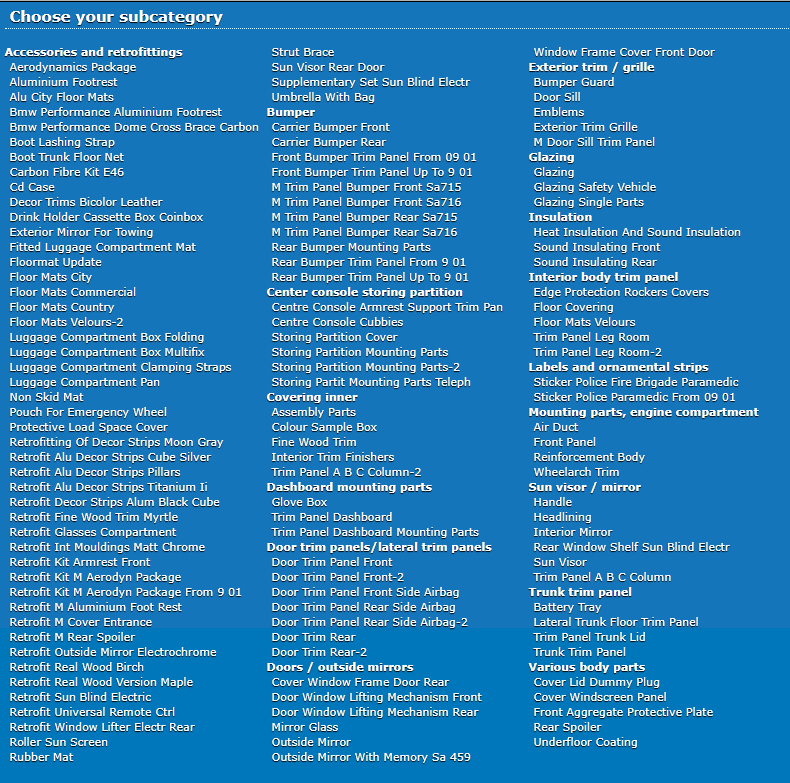 Choose your subcategory
Accessories and retrofittings
Aerodynamics Package
Aluminium Footrest
Alu City Floor Mats
Bmw Performance Aluminium Footrest
Bmw Performance Dome Cross Brace Carbon
Boot Lashing Strap
Boot Trunk Floor Net
Carbon Fibre Kit E46
Cd Case
Decor Trims Bicolor Leather
Drink Holder Cassette Box Coinbox
Exterior Mirror For Towing
Fitted Luggage Compartment Mat
Floormat Update
Floor Mats City
Floor Mats Commercial
Floor Mats Country
Floor Mats Velours-2
Luggage Compartment Box Folding
Luggage Compartment Box Multifix
Luggage Compartment Clamping Straps
Luggage Compartment Pan
Non Skid Mat
Pouch For Emergency Wheel
Protective Load Space Cover
Retrofitting Of Decor Strips Moon Gray
Retrofit Alu Decor Strips Cube Silver
Retrofit Alu Decor Strips Pillars
Retrofit Alu Decor Strips Titanium Ii
Retrofit Decor Strips Alum Black Cube
Retrofit Fine Wood Trim Myrtle
Retrofit Glasses Compartment
Retrofit Int Mouldings Matt Chrome
Retrofit Kit Armrest Front
Retrofit Kit M Aerodyn Package
Retrofit Kit M Aerodyn Package From 9 01
Retrofit M Aluminium Foot Rest
Retrofit M Cover Entrance
Retrofit M Rear Spoiler
Retrofit Outside Mirror Electrochrome
Retrofit Real Wood Birch
Retrofit Real Wood Version Maple
Retrofit Sun Blind Electric
Retrofit Universal Remote Ctrl
Retrofit Window Lifter Electr Rear
Roller Sun Screen
Rubber Mat
Strut Brace
Sun Visor Rear Door
Supplementary Set Sun Blind Electr
Umbrella With Bag
Bumper
Carrier Bumper Front
Carrier Bumper Rear
Front Bumper Trim Panel From 09 01
Front Bumper Trim Panel Up To 9 01
M Trim Panel Bumper Front Sa715
M Trim Panel Bumper Front Sa716
M Trim Panel Bumper Rear Sa715
M Trim Panel Bumper Rear Sa716
Rear Bumper Mounting Parts
Rear Bumper Trim Panel From 9 01
Rear Bumper Trim Panel Up To 9 01
Center console storing partition
Centre Console Armrest Support Trim Pan
Centre Console Cubbies
Storing Partition Cover
Storing Partition Mounting Parts
Storing Partition Mounting Parts-2
Storing Partit Mounting Parts Teleph
Covering inner
Assembly Parts
Colour Sample Box
Fine Wood Trim
Interior Trim Finishers
Trim Panel A B C Column-2
Dashboard mounting parts
Glove Box
Trim Panel Dashboard
Trim Panel Dashboard Mounting Parts
Door trim panels/lateral trim panels
Door Trim Panel Front
Door Trim Panel Front-2
Door Trim Panel Front Side Airbag
Door Trim Panel Rear Side Airbag
Door Trim Panel Rear Side Airbag-2
Door Trim Rear
Door Trim Rear-2
Doors / outside mirrors
Cover Window Frame Door Rear
Door Window Lifting Mechanism Front
Door Window Lifting Mechanism Rear
Mirror Glass
Outside Mirror
Outside Mirror With Memory Sa 459
Window Frame Cover Front Door
Exterior trim / grille
Bumper Guard
Door Sill
Emblems
Exterior Trim Grille
M Door Sill Trim Panel
Glazing
Glazing
Glazing Safety Vehicle
Glazing Single Parts
Insulation
Heat Insulation And Sound Insulation
Sound Insulating Front
Sound Insulating Rear
Interior body trim panel
Edge Protection Rockers Covers
Floor Covering
Floor Mats Velours
Trim Panel Leg Room
Trim Panel Leg Room-2
Labels and ornamental strips
Sticker Police Fire Brigade Paramedic
Sticker Police Paramedic From 09 01
Mounting parts, engine compartment
Air Duct
Front Panel
Reinforcement Body
Wheelarch Trim
Sun visor / mirror
Handle
Headlining
Interior Mirror
Rear Window Shelf Sun Blind Electr
Sun Visor
Trim Panel A B C Column
Trunk trim panel
Battery Tray
Lateral Trunk Floor Trim Panel
Trim Panel Trunk Lid
Trunk Trim Panel
Various body parts
Cover Lid Dummy Plug
Cover Windscreen Panel
Front Aggregate Protective Plate
Rear Spoiler
Underfloor Coating